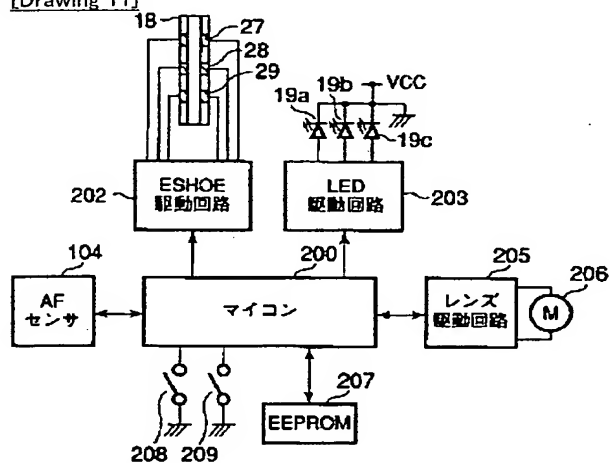 [Drawing 11]
18
27
28
29
19a
19b
VCC
19c
202
ESHOE
駆動回路
LED
駆動回路
203
104
AF
センサ
200
マイコン
205
レンズ
駆動回路
206
M
208
209
207
EEPROM